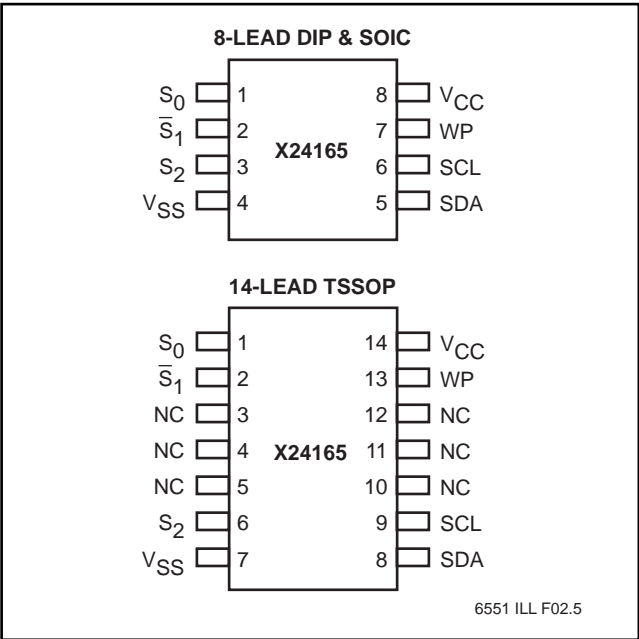 8-LEAD DIP & SOIC
S0 1 8 VCC
S̅1 2 7 WP
X24165
S2 3 6 SCL
VSS 4 5 SDA
14-LEAD TSSOP
S0 1 14 VCC
S̅1 2 13 WP
NC 3 12 NC
NC 4 X24165 11 NC
NC 5 10 NC
S2 6 9 SCL
VSS 7 8 SDA
6551 ILL F02.5